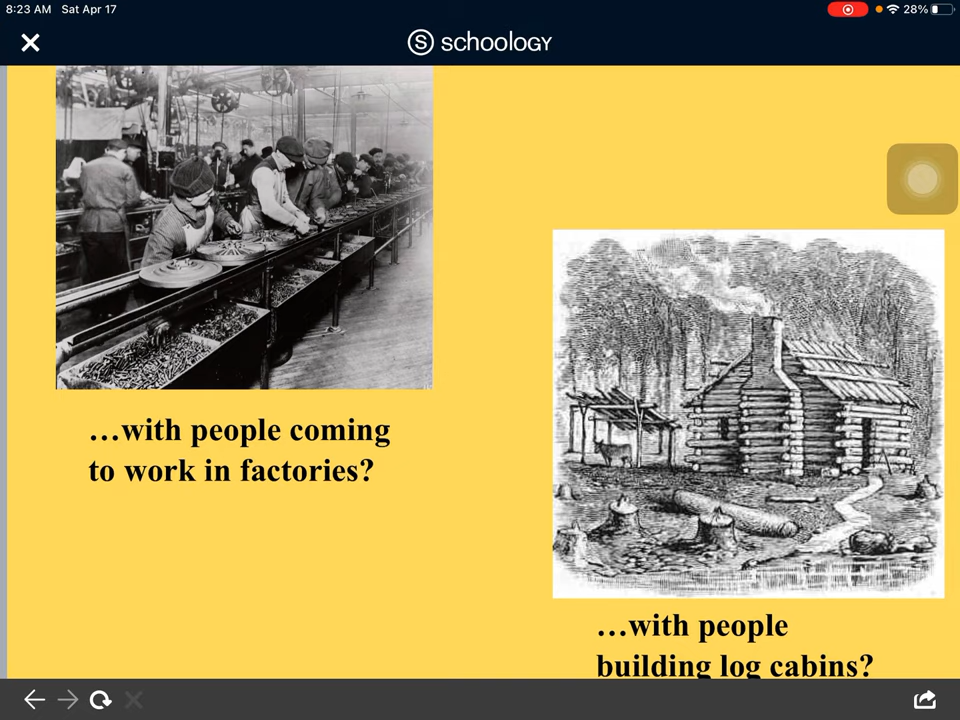 8:23 AM Sat Apr 17
28%
S schoology
…with people coming
to work in factories?
…with people
building log cabins?